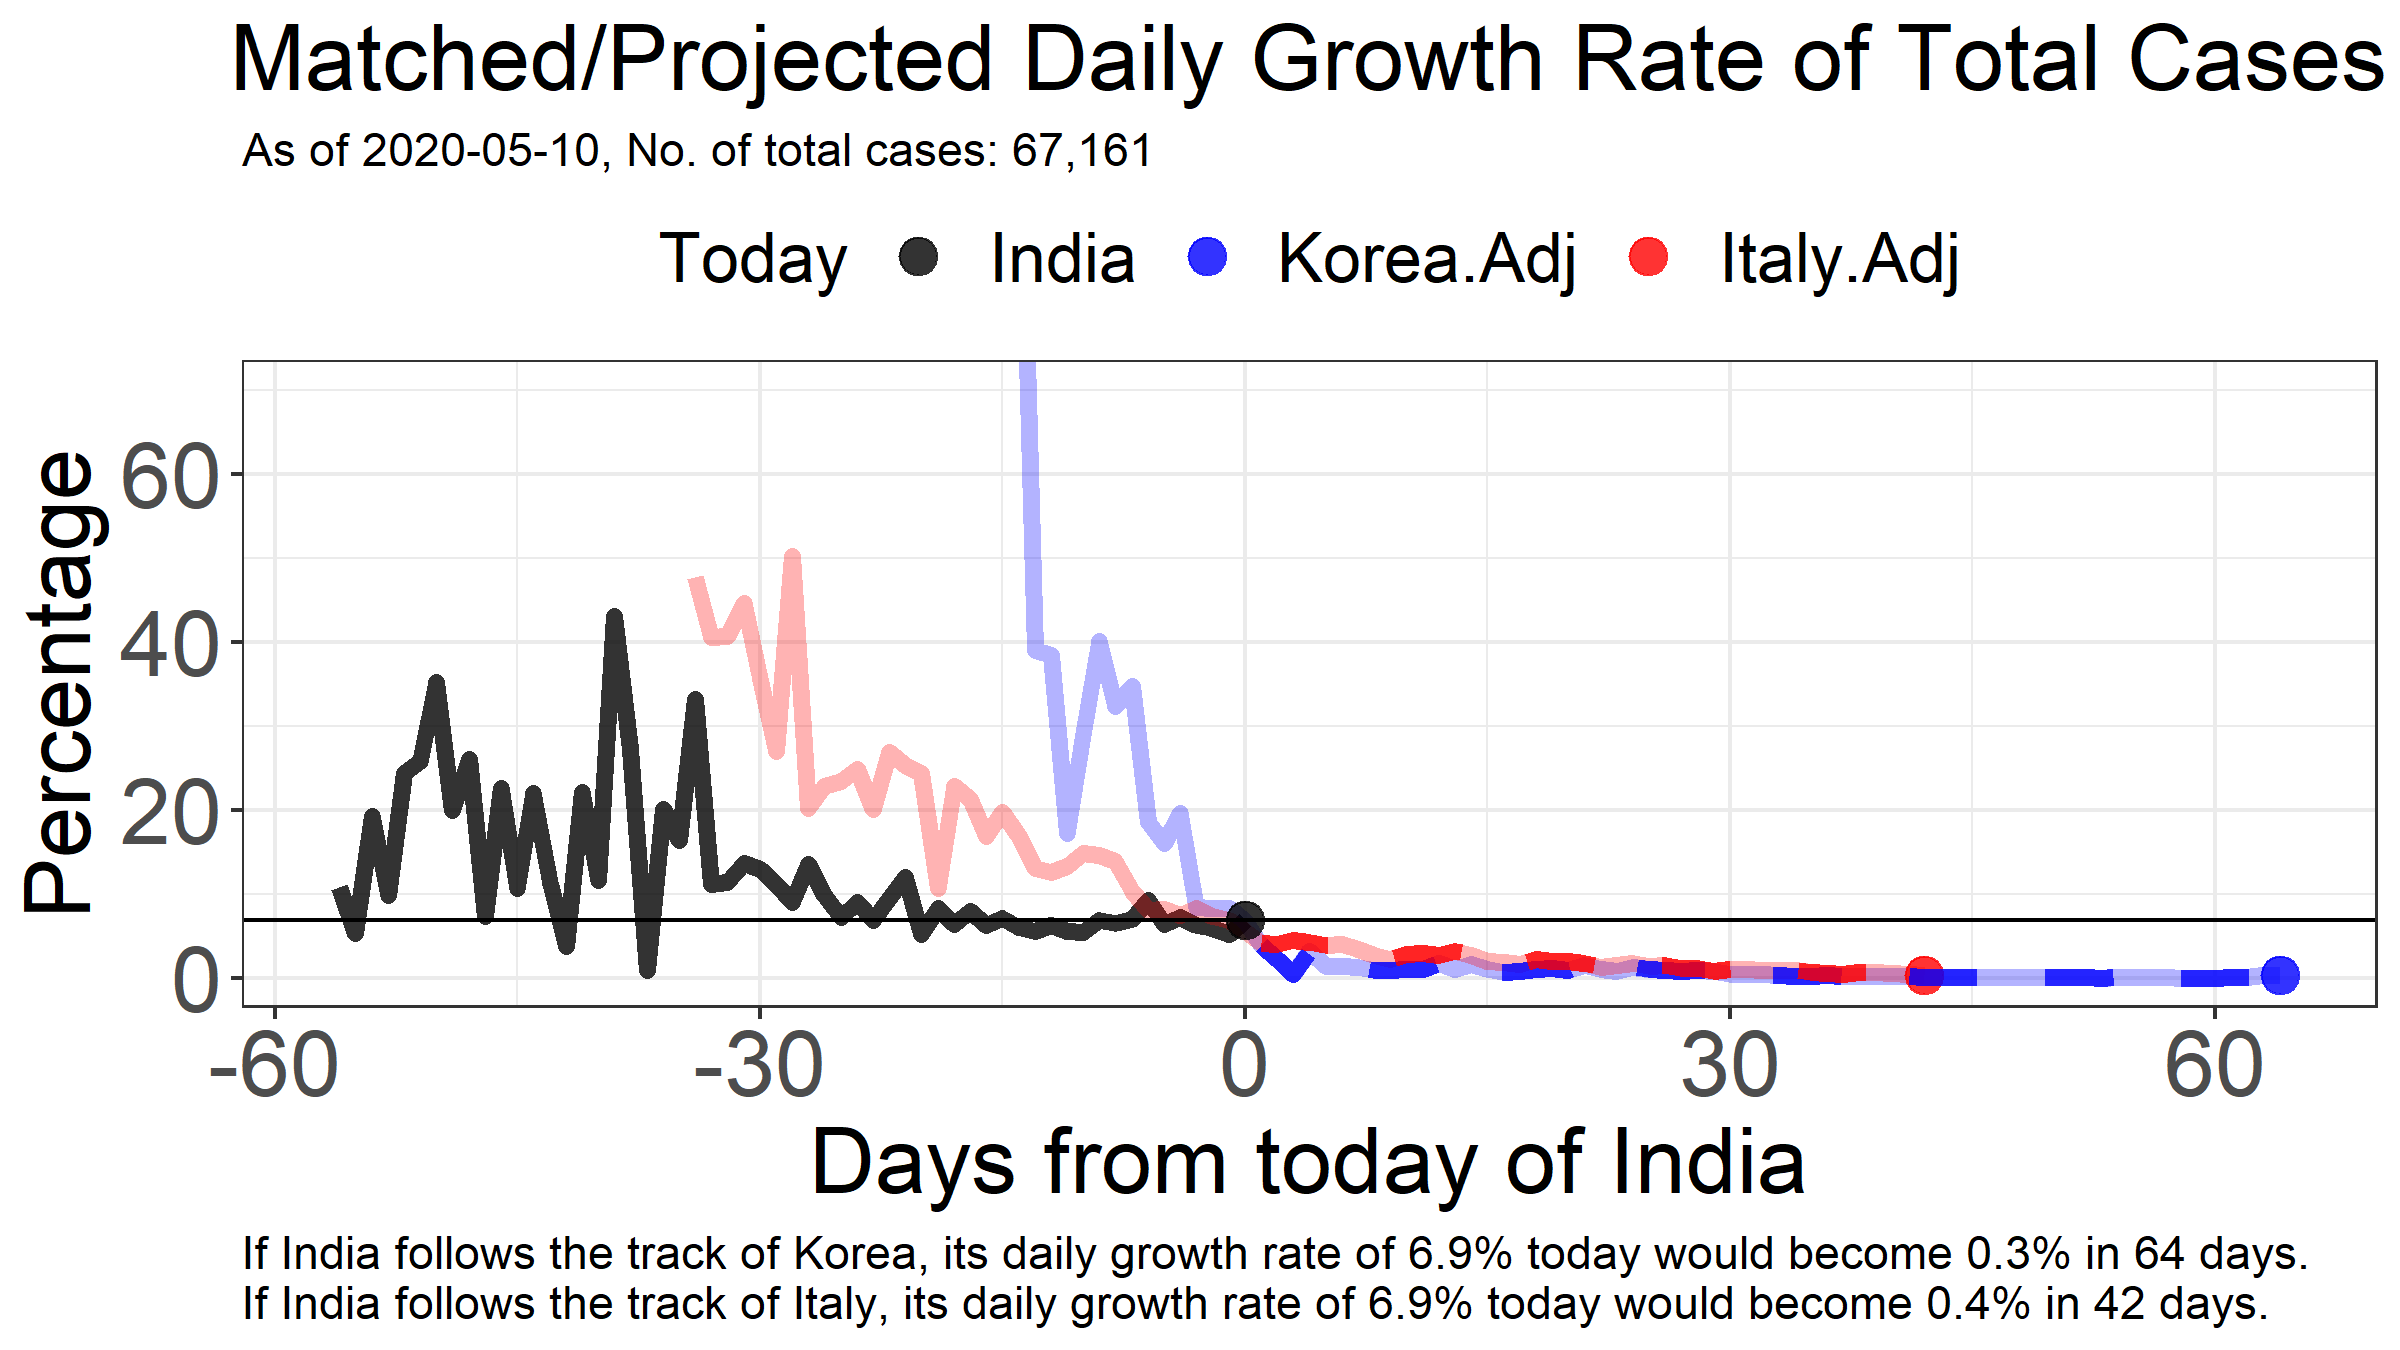 Matched/Projected Daily Growth Rate of Total Cases
As of 2020-05-10, No. of total cases: 67,161
Today India Korea.Adj Italy.Adj
Percentage
60
40
20
0
-60 -30 0 30 60
Days from today of India
If India follows the track of Korea, its daily growth rate of 6.9% today would become 0.3% in 64 days.
If India follows the track of Italy, its daily growth rate of 6.9% today would become 0.4% in 42 days.